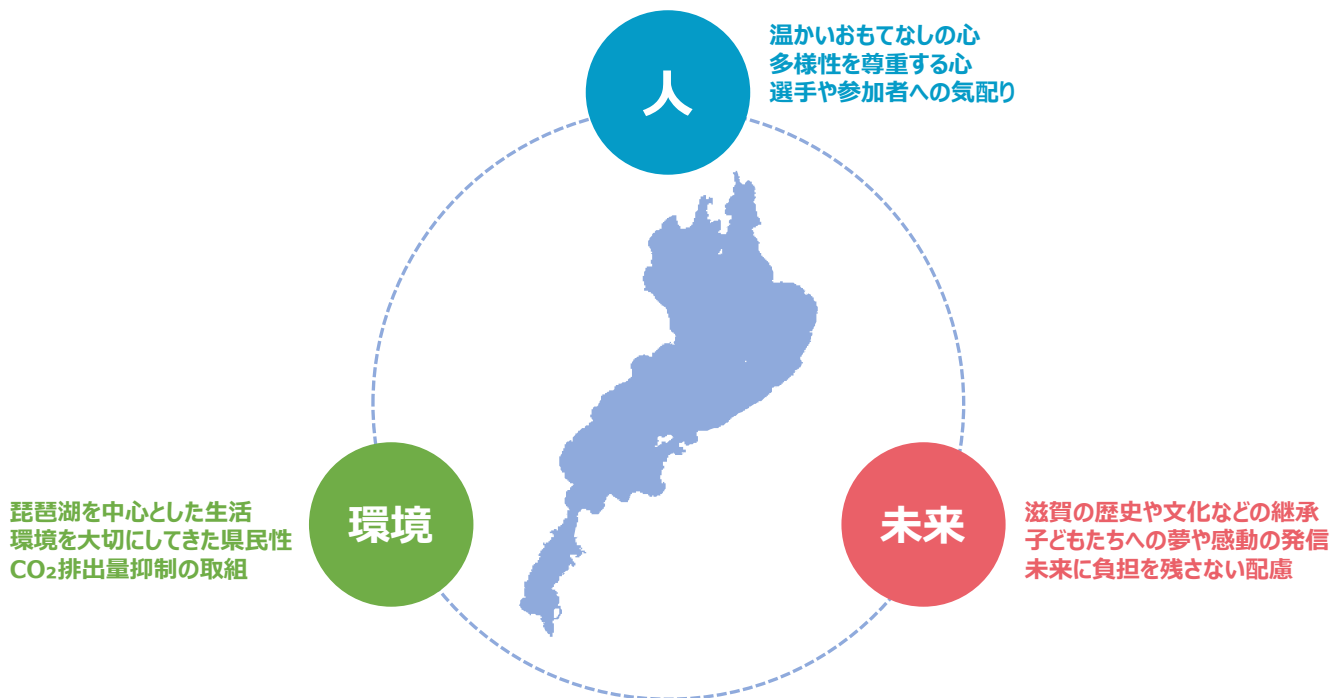 人
温かいおもてなしの心
多様性を尊重する心
選手や参加者への気配り
環境
琵琶湖を中心とした生活
環境を大切にしてきた県民性
CO₂排出量抑制の取組
未来
滋賀の歴史や文化などの継承
子どもたちへの夢や感動の発信
未来に負担を残さない配慮